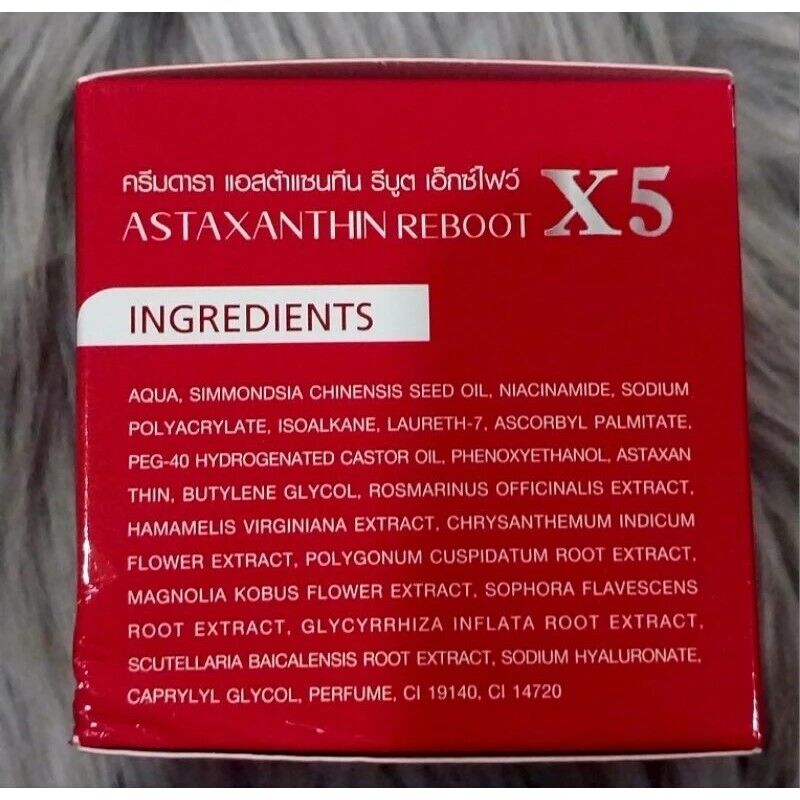 ครีมดารา แอสต้าแซนทีน รีบูต เอ็กซ์ไฟว์
ASTAXANTHIN REBOOT X5
INGREDIENTS
AQUA, SIMMONDSIA CHINENSIS SEED OIL, NIACINAMIDE, SODIUM
POLYACRYLATE, ISOALKANE, LAURETH-7, ASCORBYL PALMITATE,
PEG-40 HYDROGENATED CASTOR OIL, PHENOXYETHANOL, ASTAXAN
THIN, BUTYLENE GLYCOL, ROSMARINUS OFFICINALIS EXTRACT,
HAMAMELIS VIRGINIANA EXTRACT, CHRYSANTHEMUM INDICUM
FLOWER EXTRACT, POLYGONUM CUSPIDATUM ROOT EXTRACT,
MAGNOLIA KOBUS FLOWER EXTRACT, SOPHORA FLAVESCENS
ROOT EXTRACT, GLYCYRRHIZA INFLATA ROOT EXTRACT,
SCUTELLARIA BAICALENSIS ROOT EXTRACT, SODIUM HYALURONATE,
CAPRYLYL GLYCOL, PERFUME, CI 19140, CI 14720